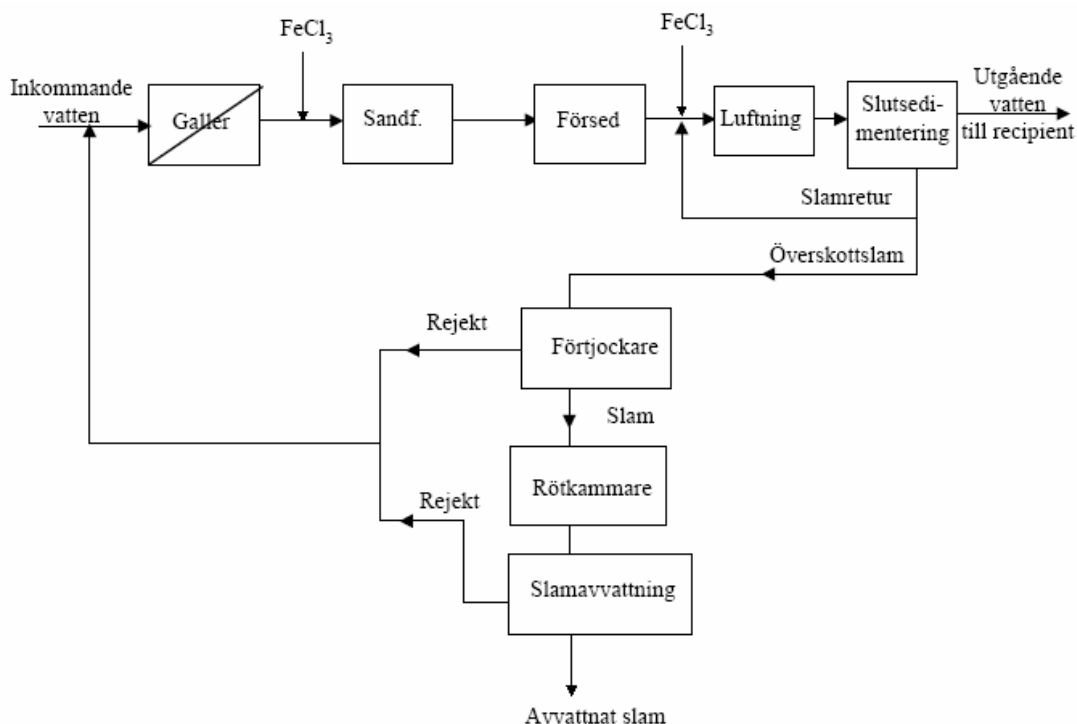 FeCl₃
FeCl₃
Inkommande
vatten
Galler
Sandf.
Försed
Luftning
Slutsedi-
mentering
Utgående
vatten
till recipient
Slamretur
Överskottslam
Rejekt
Förtjockare
Slam
Rejekt
Rötkammare
Slamavvattning
Avvattnat slam